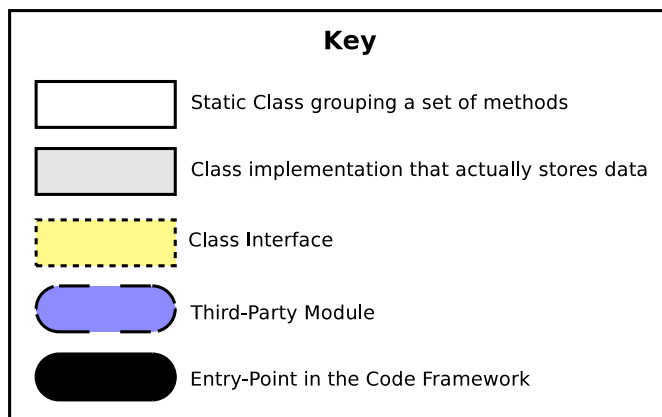 Key
Static Class grouping a set of methods
Class implementation that actually stores data
Class Interface
Third-Party Module
Entry-Point in the Code Framework